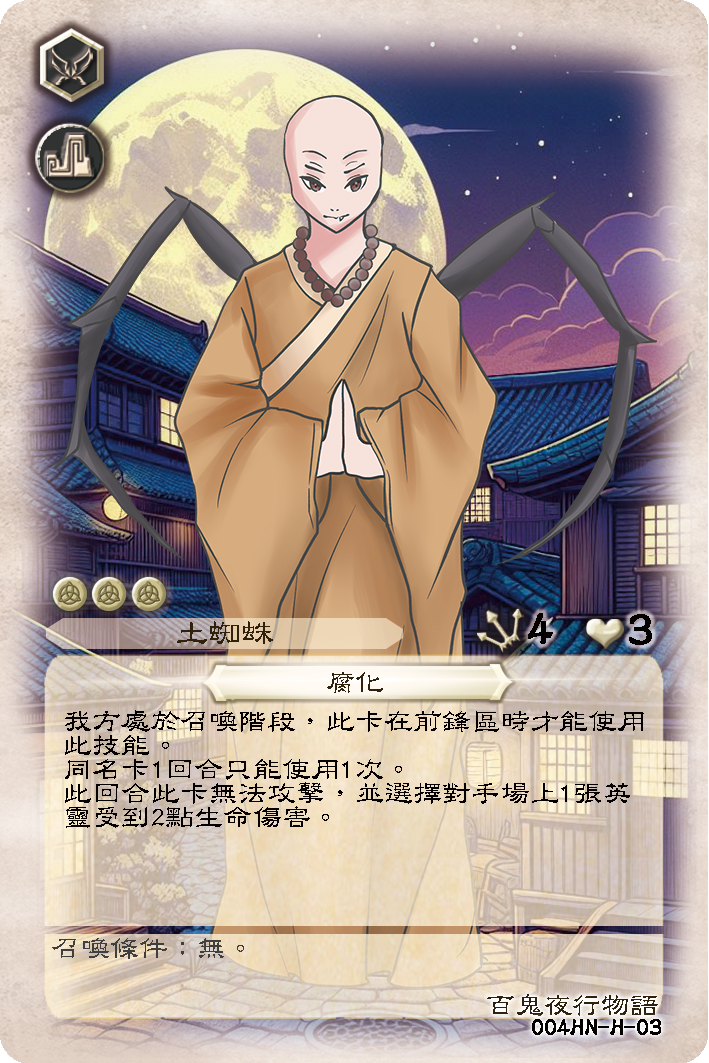 土蜘蛛
4
3
腐化
我方處於召喚階段，此卡在前鋒區時才能使用
此技能。
同名卡1回合只能使用1次。
此回合此卡無法攻擊，並選擇對手場上1張英
靈受到2點生命傷害。
召喚條件：無。
百鬼夜行物語
004HN-H-03